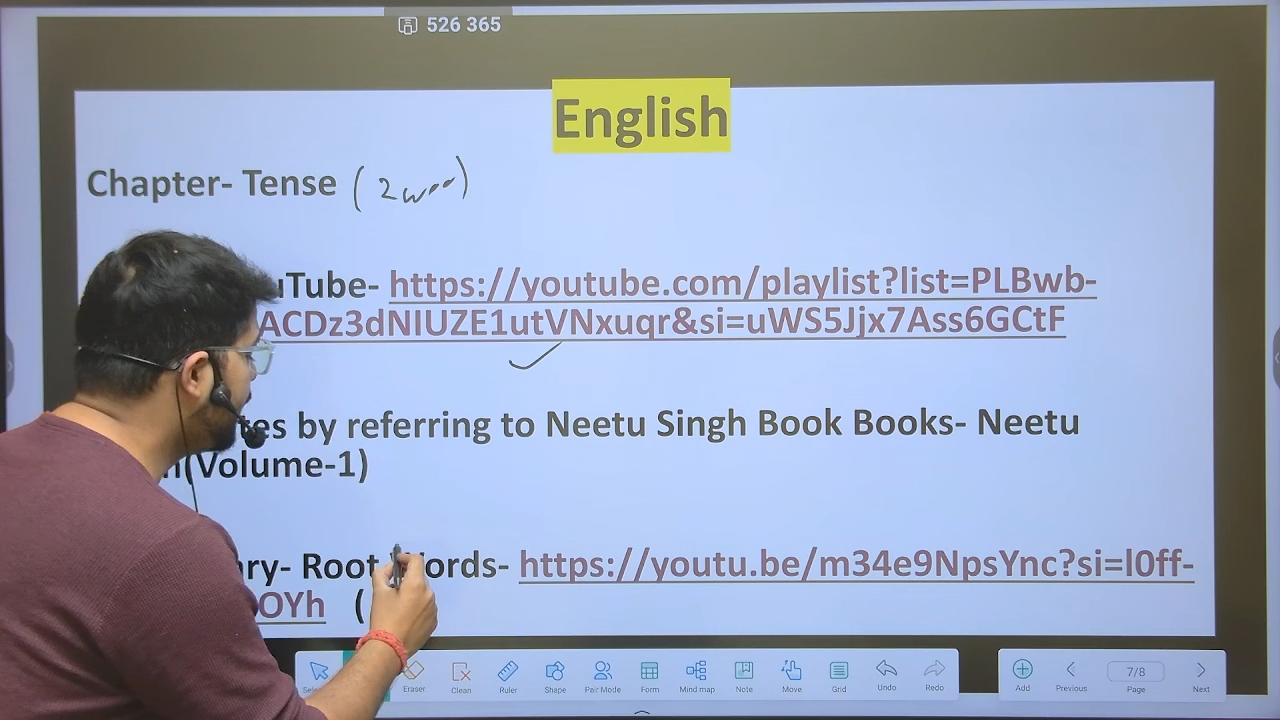 526 365
English
Chapter- Tense ( 2 )
uTube- https://youtube.com/playlist?list=PLBwb-
ACDz3dNIUZE1utVNxuqr&si=uWS5Jjx7Ass6GCtF
tes by referring to Neetu Singh Book Books- Neetu
(Volume-1)
ry- Root Words- https://youtu.be/m34e9NpsYnc?si=l0ff-
OYh (
Eraser Clean Ruler Shape Pair Mode Form Mind map Note Move Grid Undo Redo Add Previous 7/8 Page Next